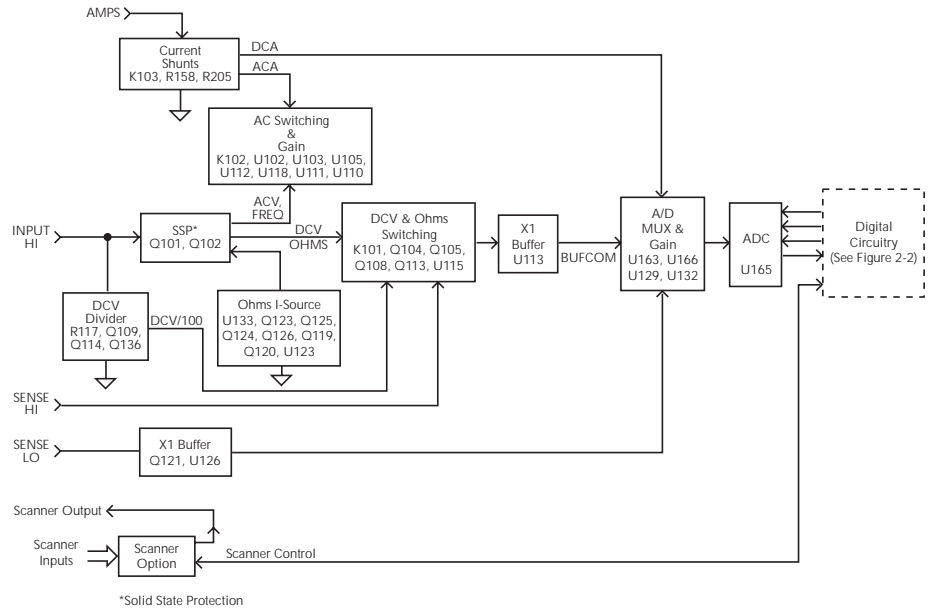 AMPS
Current
Shunts
K103, R158, R205
DCA
ACA
AC Switching
&
Gain
K102, U102, U103, U105,
U112, U118, U111, U110
ACV,
FREQ
INPUT
HI
SSP*
Q101, Q102
DCV
OHMS
DCV & Ohms
Switching
K101, Q104, Q105,
Q108, Q113, U115
X1
Buffer
U113
BUFCOM
A/D
MUX &
Gain
U163, U166
U129, U132
ADC
U165
Digital
Circuitry
(See Figure 2-2)
DCV
Divider
R117, Q109,
Q114, Q136
DCV/100
Ohms I-Source
U133, Q123, Q125,
Q124, Q126, Q119,
Q120, U123
SENSE
HI
SENSE
LO
X1 Buffer
Q121, U126
Scanner Output
Scanner
Inputs
Scanner
Option
Scanner Control
*Solid State Protection